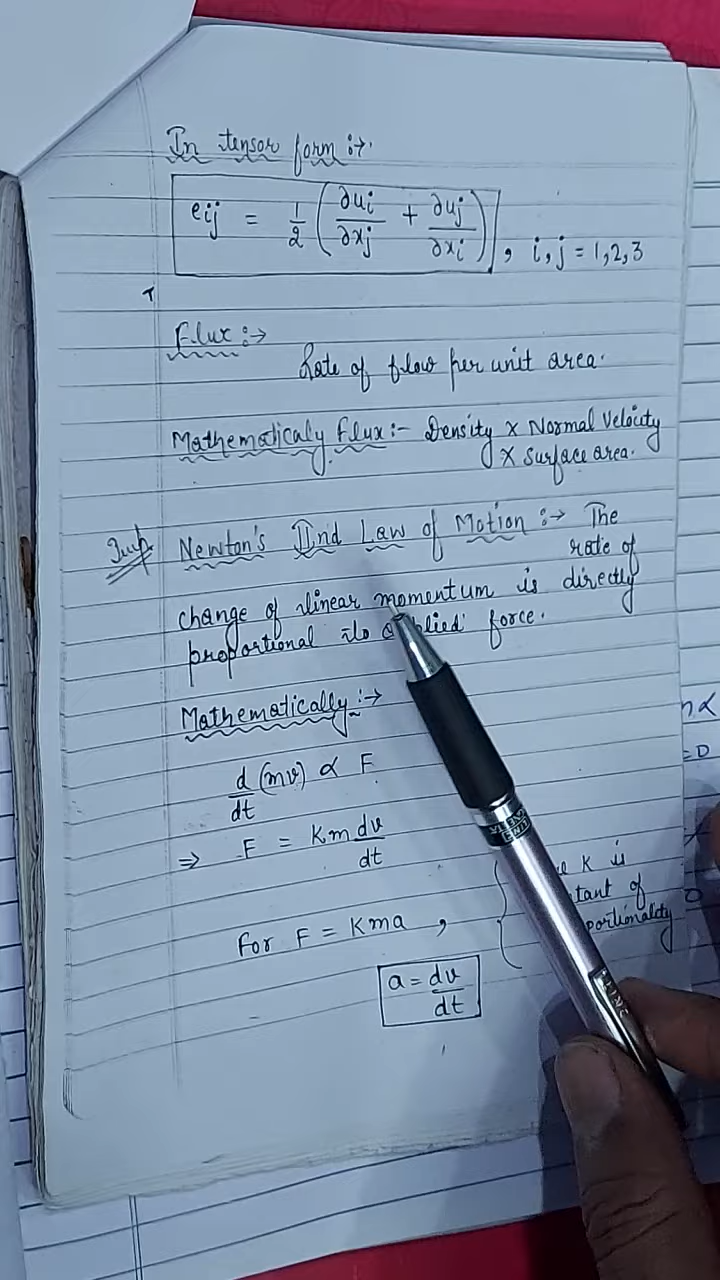 In tensor form :→
eij = 1/2 (∂ui/∂xj + ∂uj/∂xi), i, j = 1,2,3
Flux :→
Rate of flow per unit area.
Mathematicaly Flux :- Density × Normal Velocity
× Surface area.
Imp. Newton's IInd Law of Motion :→ The
rate of
change of linear momentum is directly
proportional to force.
Mathematically :→
d/dt (mv) ∝ F
⇒ F = Km dv/dt
For F = Kma ,
K is
of
a = dv/dt
∝
=0